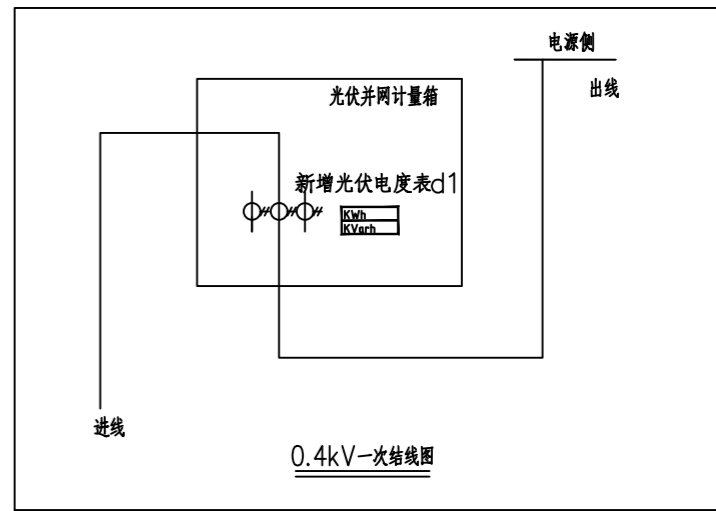 电源侧
出线
光伏并网计量箱
新增光伏电度表d1
KWh
KVarh
进线
0.4kV一次结线图